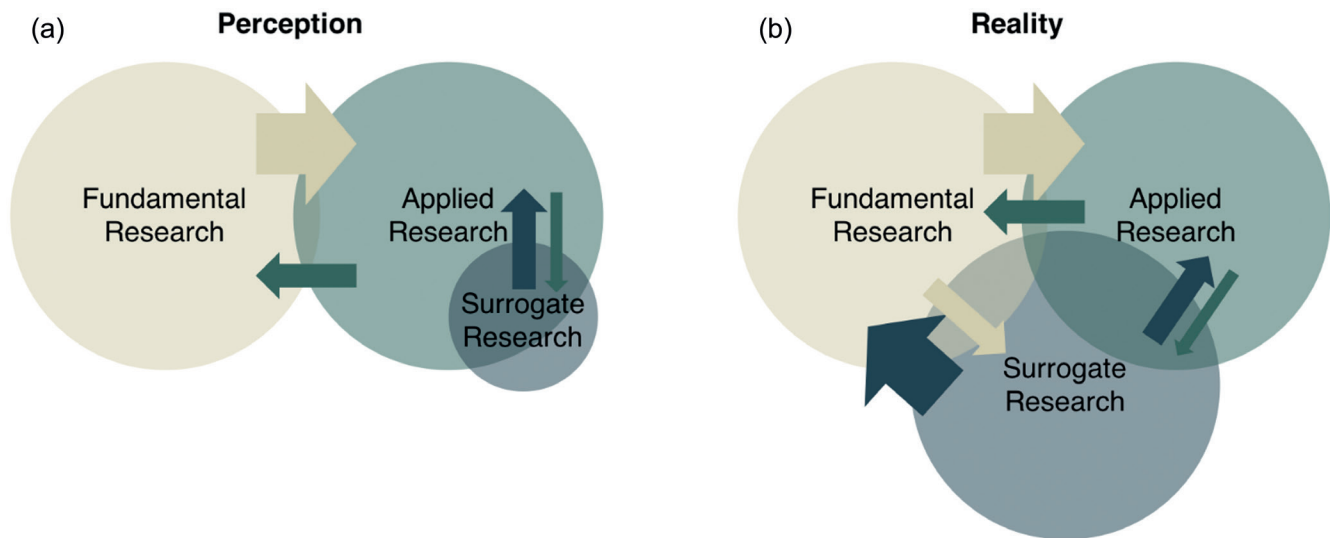 (a)
Perception
Fundamental
Research
Applied
Research
Surrogate
Research
(b)
Reality
Fundamental
Research
Applied
Research
Surrogate
Research